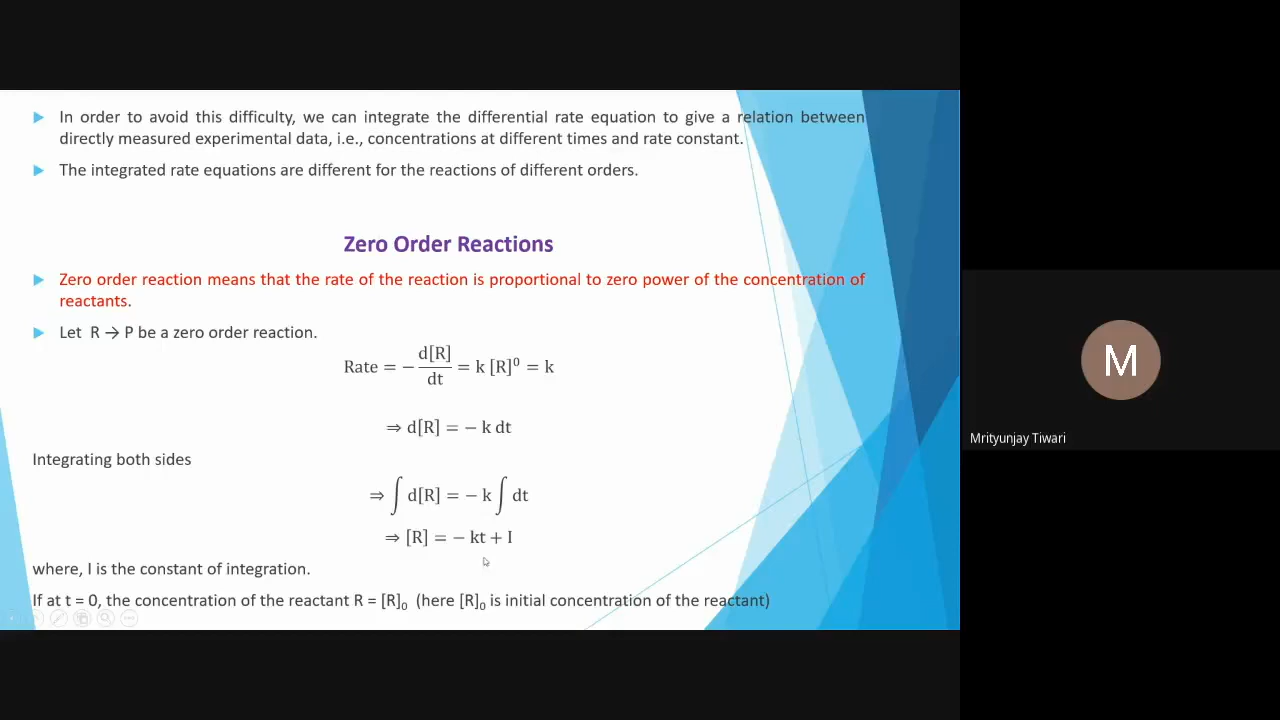 In order to avoid this difficulty, we can integrate the differential rate equation to give a relation between
directly measured experimental data, i.e., concentrations at different times and rate constant.
The integrated rate equations are different for the reactions of different orders.
Zero Order Reactions
Zero order reaction means that the rate of the reaction is proportional to zero power of the concentration of
reactants.
Let R → P be a zero order reaction.
Rate = − d[R]/dt = k [R]⁰ = k
⇒ d[R] = − k dt
Integrating both sides
⇒ ∫ d[R] = − k ∫ dt
⇒ [R] = − kt + I
where, I is the constant of integration.
If at t = 0, the concentration of the reactant R = [R]₀ (here [R]₀ is initial concentration of the reactant)
M
Mrityunjay Tiwari